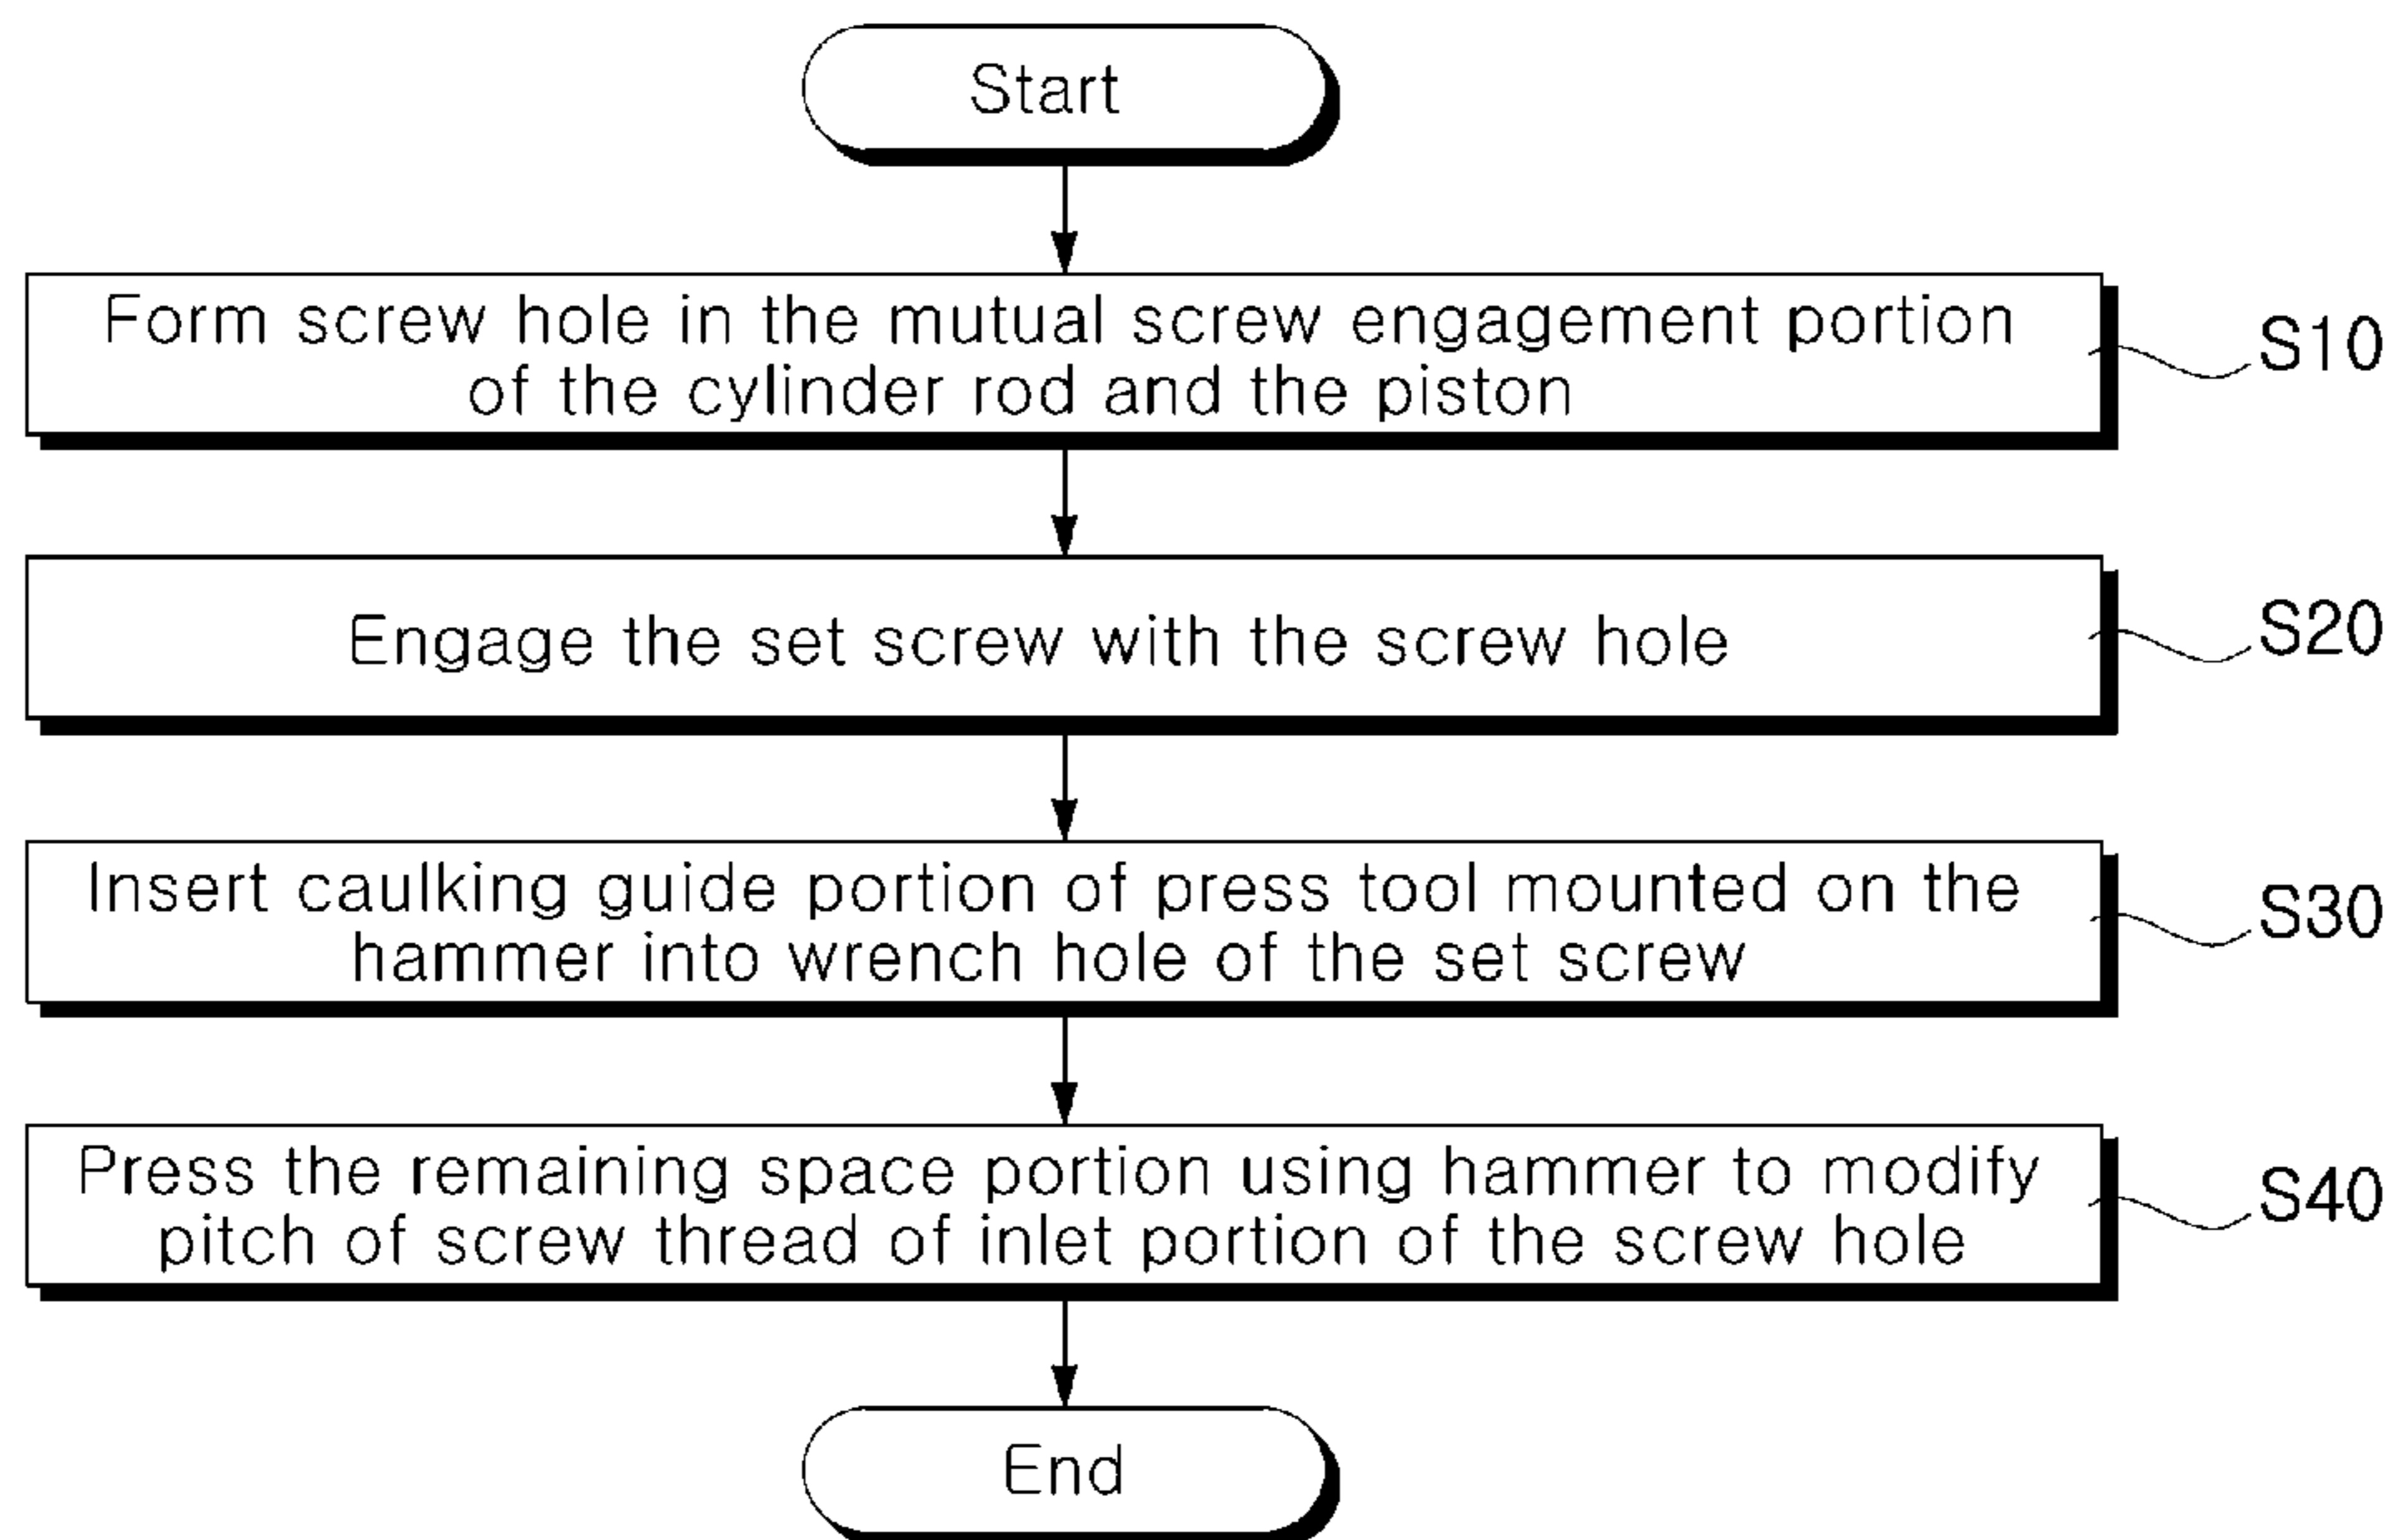 Start
Form screw hole in the mutual screw engagement portion
of the cylinder rod and the piston
S10
Engage the set screw with the screw hole
S20
Insert caulking guide portion of press tool mounted on the
hammer into wrench hole of the set screw
S30
Press the remaining space portion using hammer to modify
pitch of screw thread of inlet portion of the screw hole
S40
End